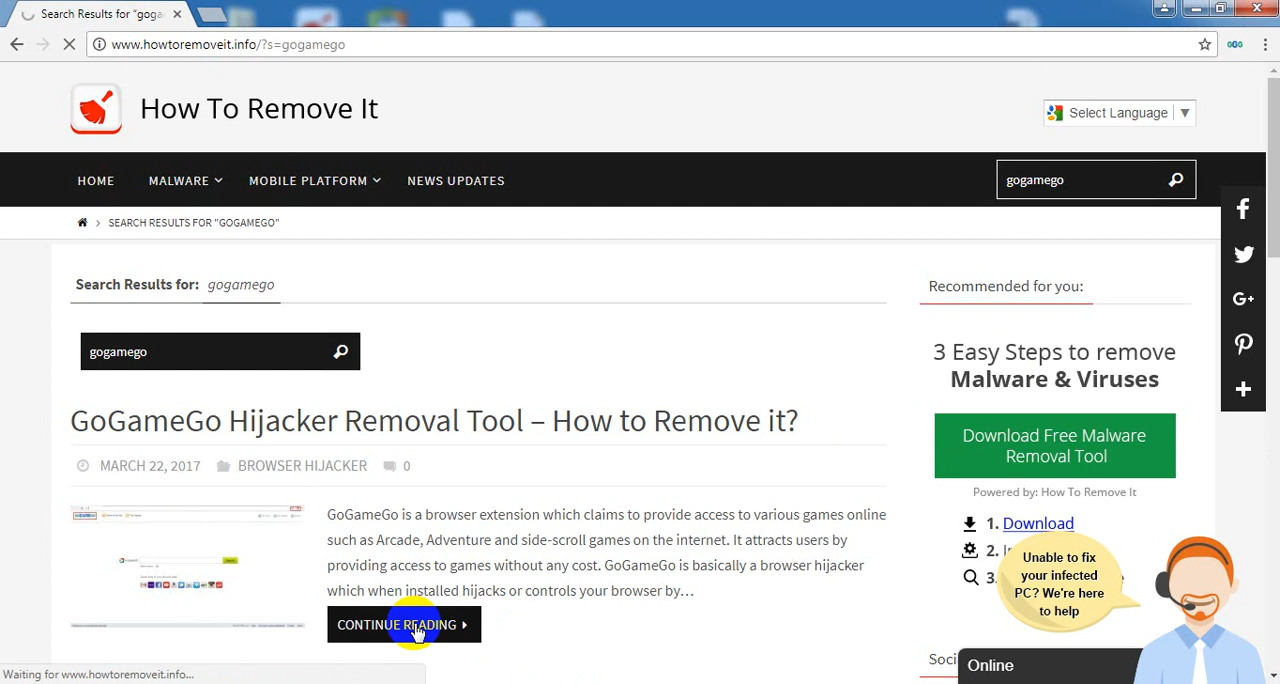 Search Results for "goga
www.howtoremoveit.info/?s=gogamego
How To Remove It
Select Language
HOME MALWARE MOBILE PLATFORM NEWS UPDATES
gogamego
SEARCH RESULTS FOR "GOGAMEGO"
Search Results for: gogamego
gogamego
GoGameGo Hijacker Removal Tool – How to Remove it?
MARCH 22, 2017 BROWSER HIJACKER 0
GoGameGo is a browser extension which claims to provide access to various games online
such as Arcade, Adventure and side-scroll games on the internet. It attracts users by
providing access to games without any cost. GoGameGo is basically a browser hijacker
which when installed hijacks or controls your browser by…
CONTINUE READING
Recommended for you:
3 Easy Steps to remove
Malware & Viruses
Download Free Malware
Removal Tool
Powered by: How To Remove It
1. Download
2.
3.
Unable to fix
your infected
PC? We're here
to help
Online
Waiting for www.howtoremoveit.info...